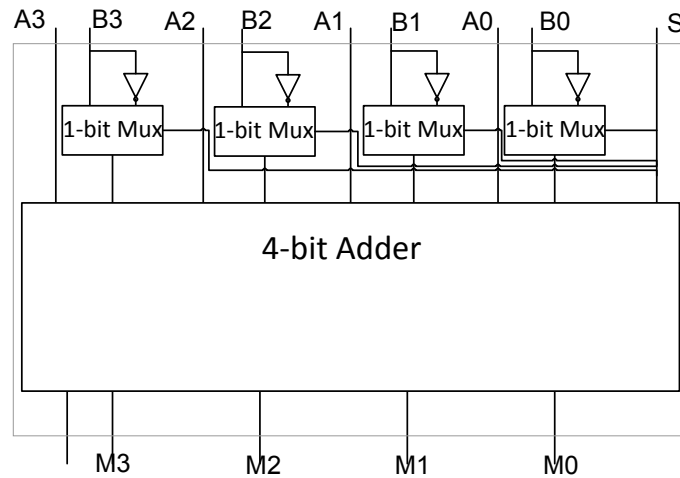 A3 B3 A2 B2 A1 B1 A0 B0 S
1-bit Mux 1-bit Mux 1-bit Mux 1-bit Mux
4-bit Adder
M3 M2 M1 M0